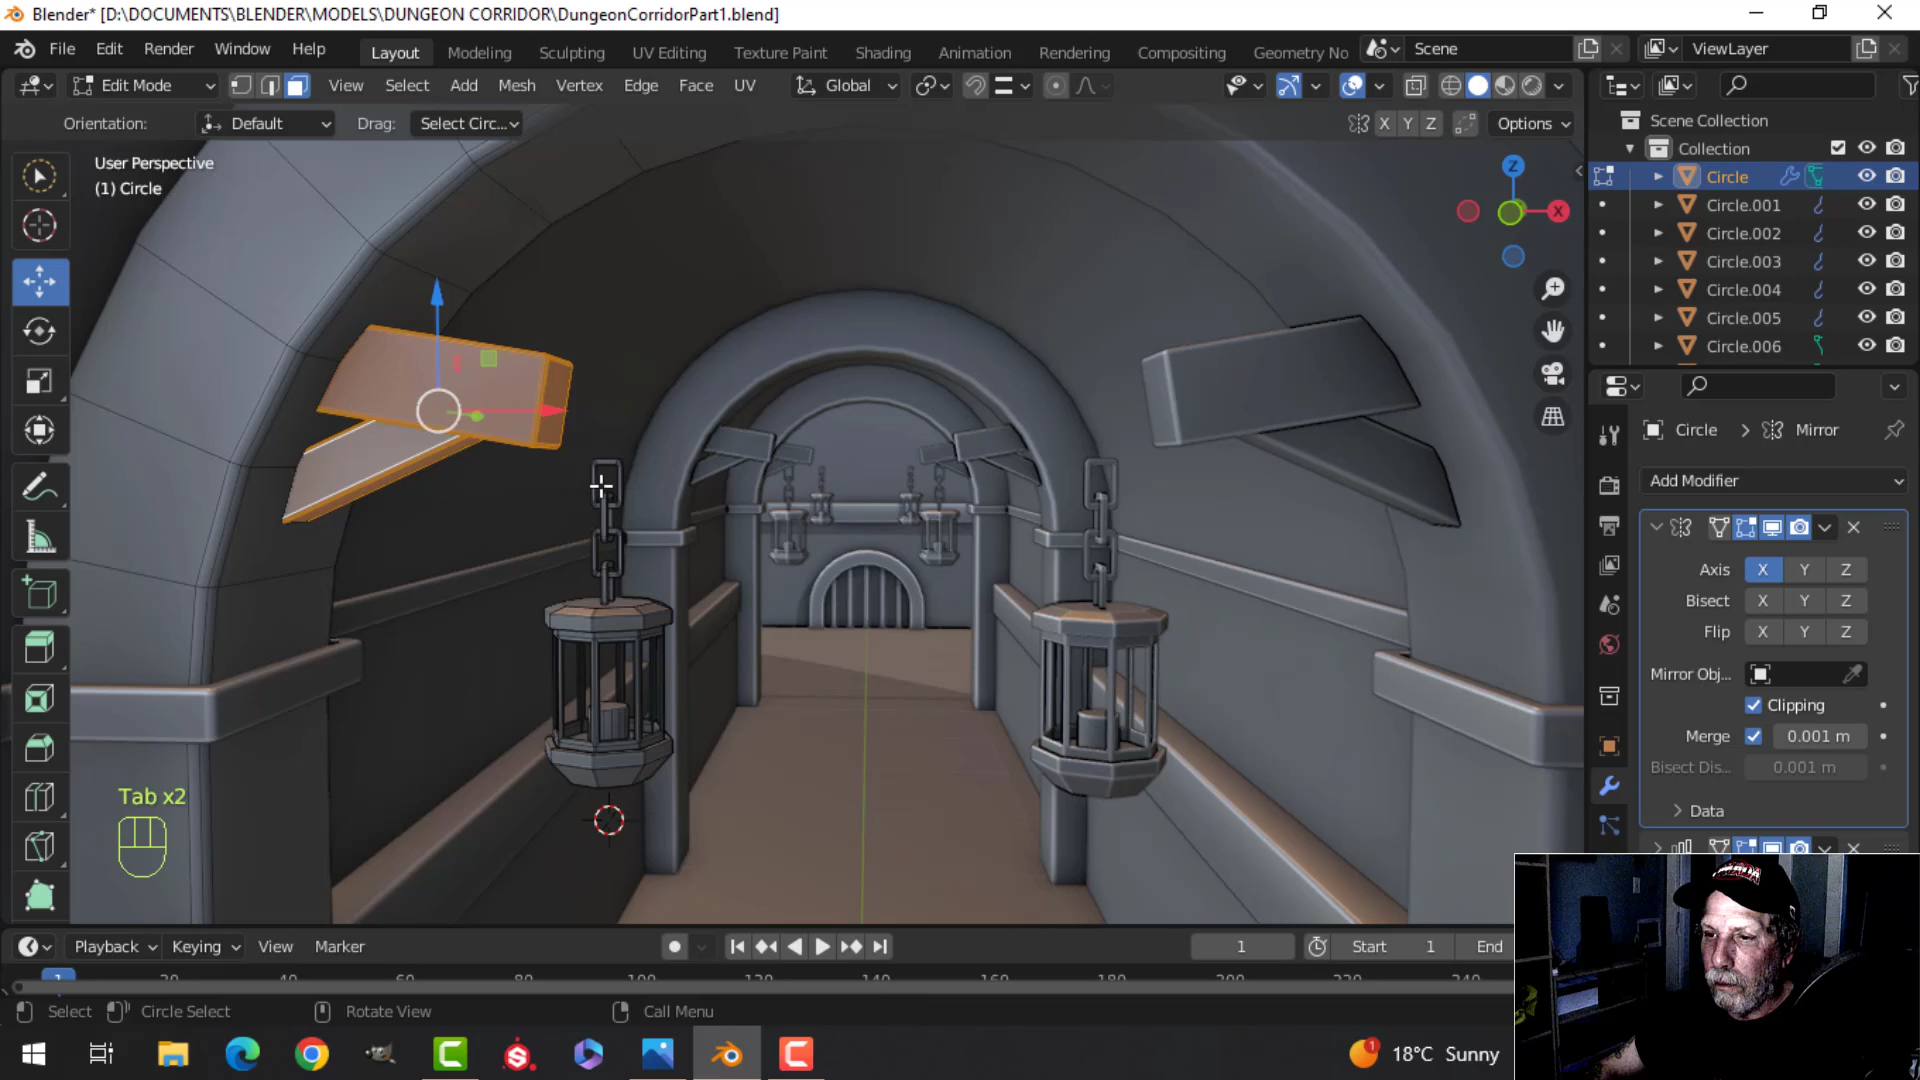 Blender* [D:\DOCUMENTS\BLENDER\MODELS\DUNGEON CORRIDOR\DungeonCorridorPart1.blend]
File Edit Render Window Help Layout Modeling Sculpting UV Editing Texture Paint Shading Animation Rendering Compositing Geometry No Scene ViewLayer
Edit Mode View Select Add Mesh Vertex Edge Face UV Global
Orientation: Default Drag: Select Circ... X Y Z Options
User Perspective
(1) Circle
Z
X
Tab x2
Scene Collection
Collection
Circle
Circle.001
Circle.002
Circle.003
Circle.004
Circle.005
Circle.006
Circle > Mirror
Add Modifier
Axis X Y Z
Bisect X Y Z
Flip X Y Z
Mirror Obj...
Clipping
Merge 0.001 m
Bisect Dis... 0.001 m
Data
Playback Keying View Marker 1 Start 1 End
Select Circle Select Rotate View Call Menu
1 18°C Sunny